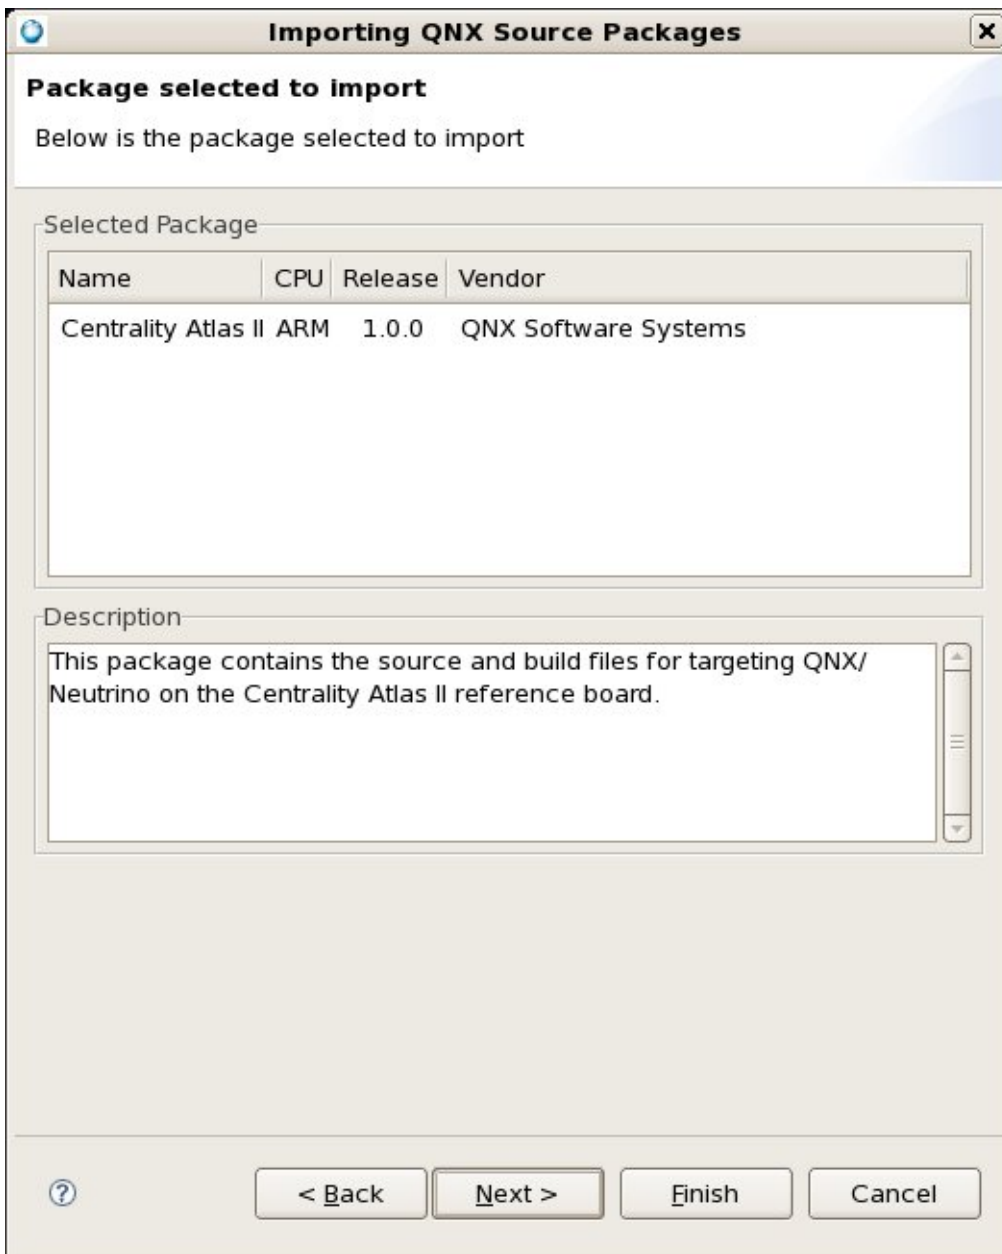 Importing QNX Source Packages
Package selected to import
Below is the package selected to import
Selected Package
Name CPU Release Vendor
Centrality Atlas II ARM 1.0.0 QNX Software Systems
Description
This package contains the source and build files for targeting QNX/
Neutrino on the Centrality Atlas II reference board.
< Back Next > Finish Cancel